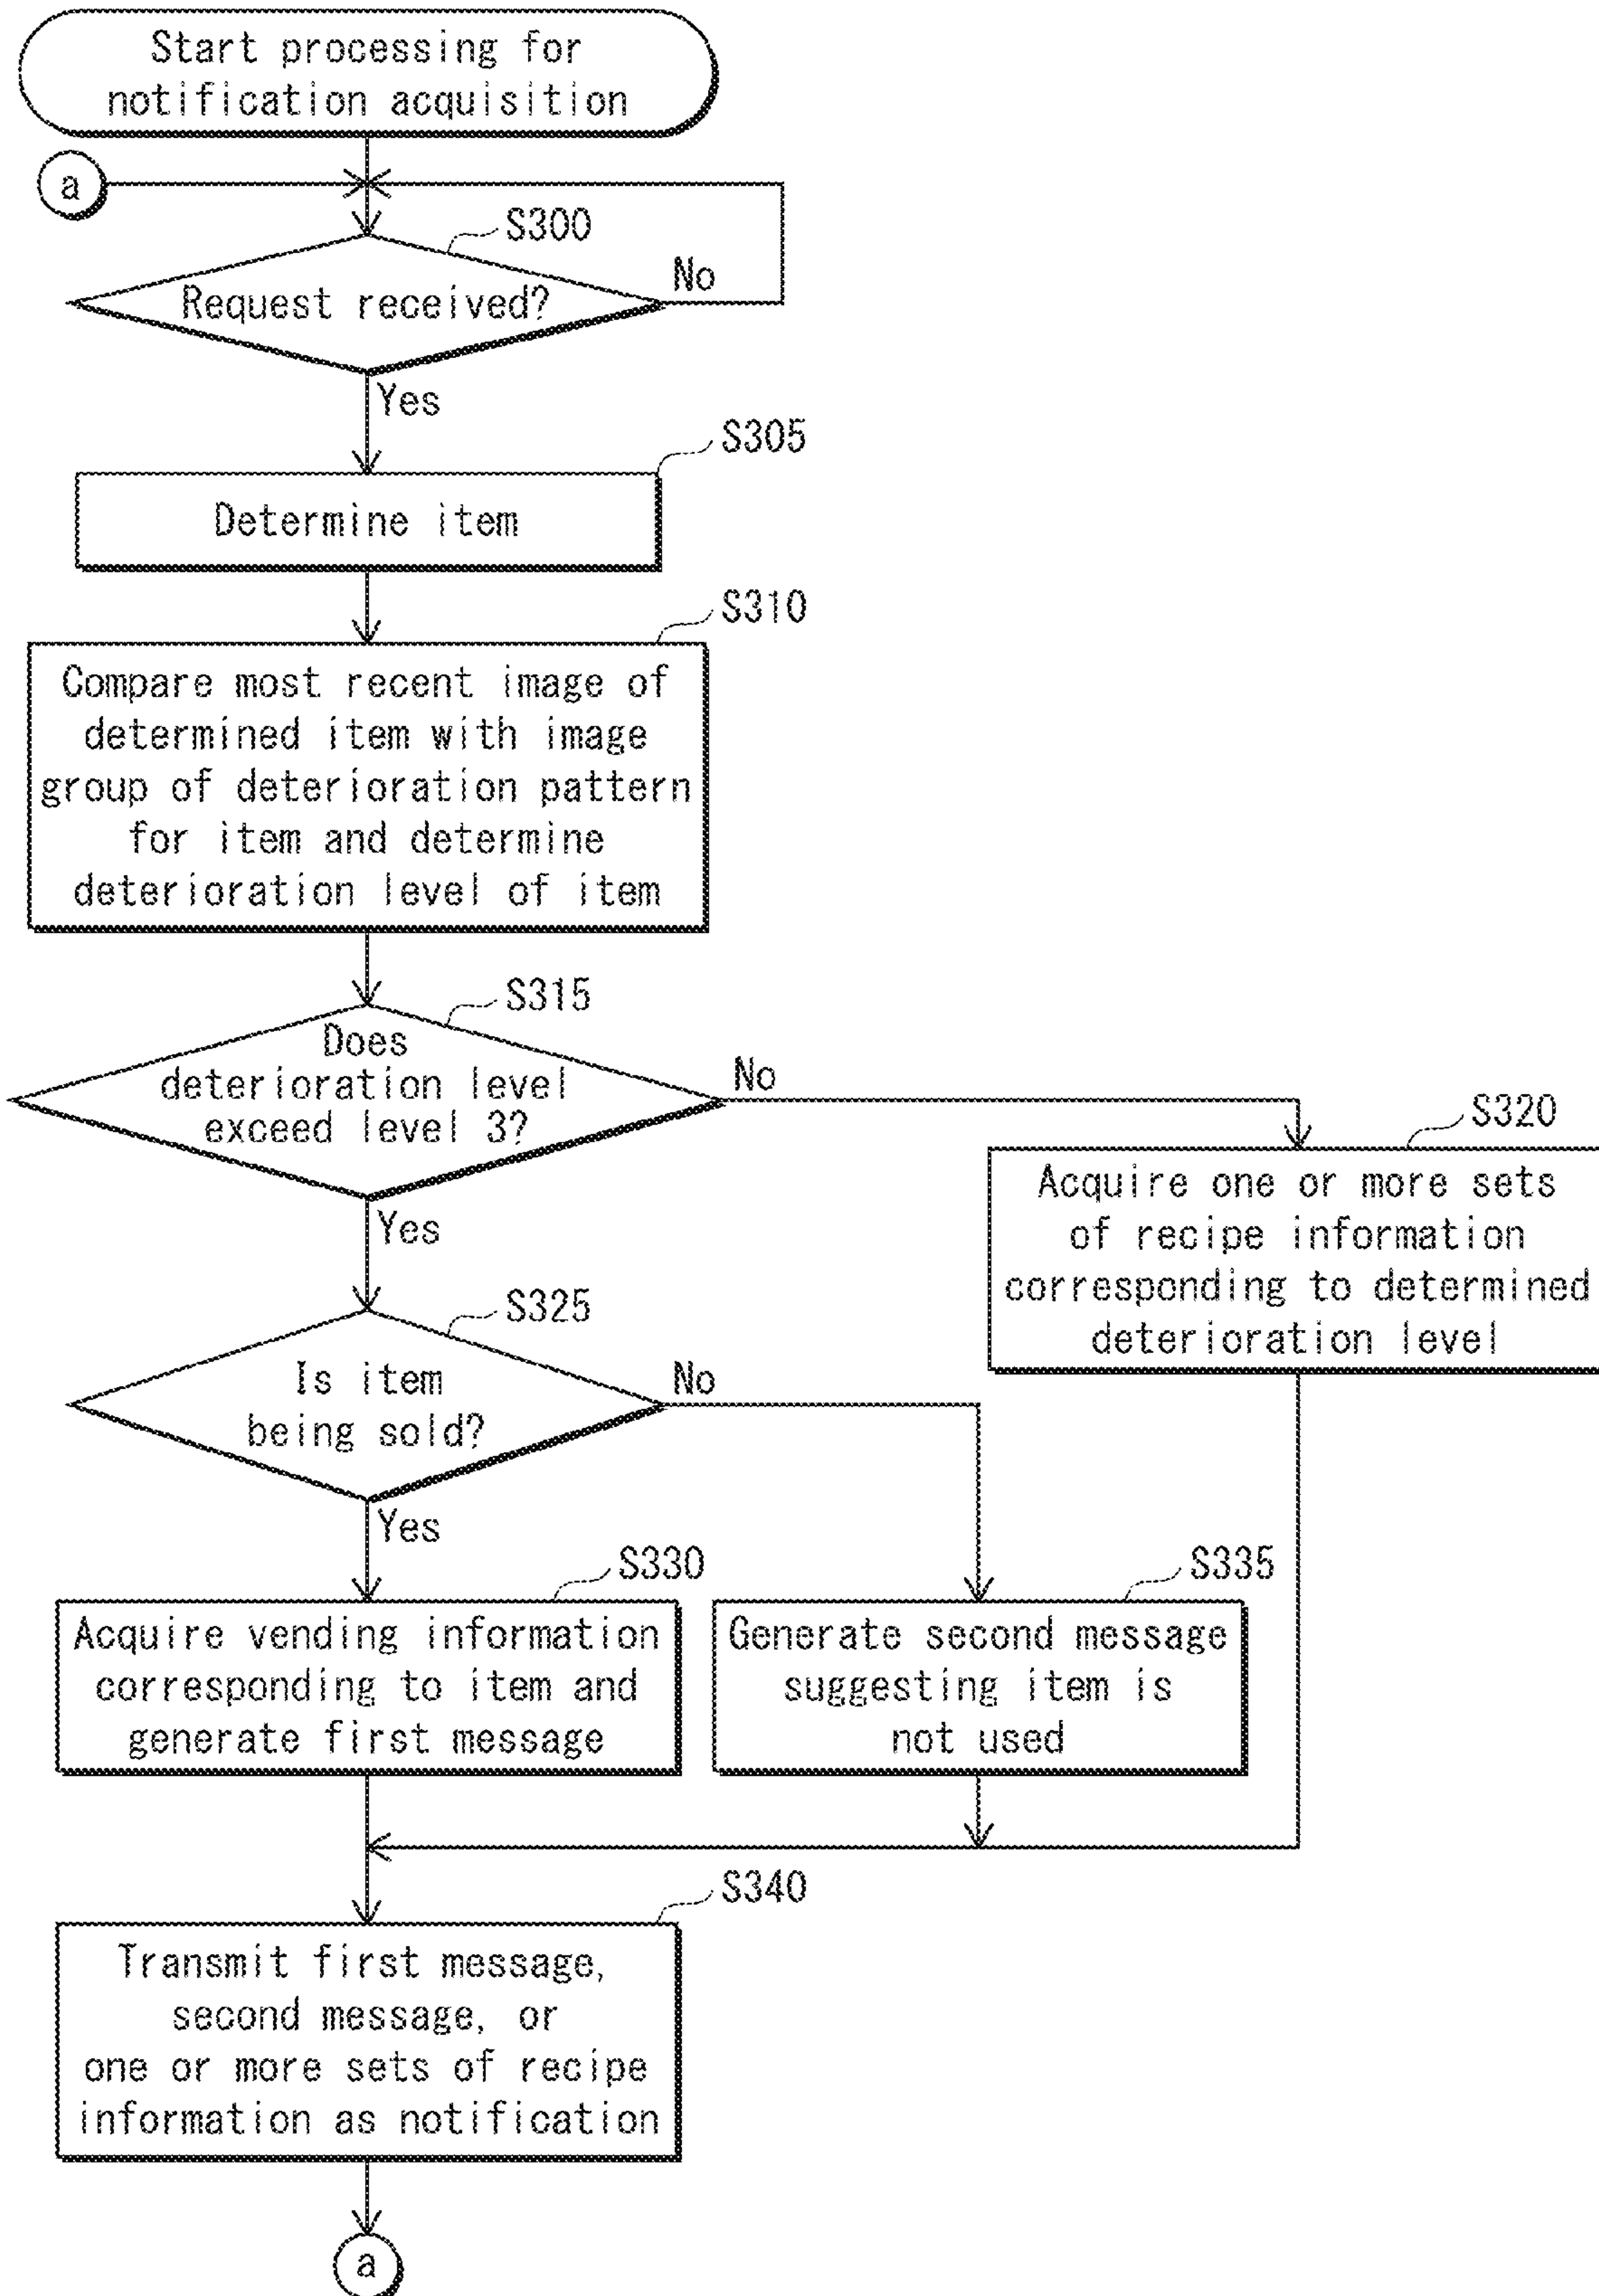 Start processing for
notification acquisition
a
S300
No
Request received?
Yes
S305
Determine item
S310
Compare most recent image of
determined item with image
group of deterioration pattern
for item and determine
deterioration level of item
S315
Does
deterioration level
exceed level 3?
No
Yes
S320
Acquire one or more sets
of recipe information
corresponding to determined
deterioration level
S325
Is item
being sold?
No
Yes
S330
Acquire vending information
corresponding to item and
generate first message
S335
Generate second message
suggesting item is
not used
S340
Transmit first message,
second message, or
one or more sets of recipe
information as notification
a